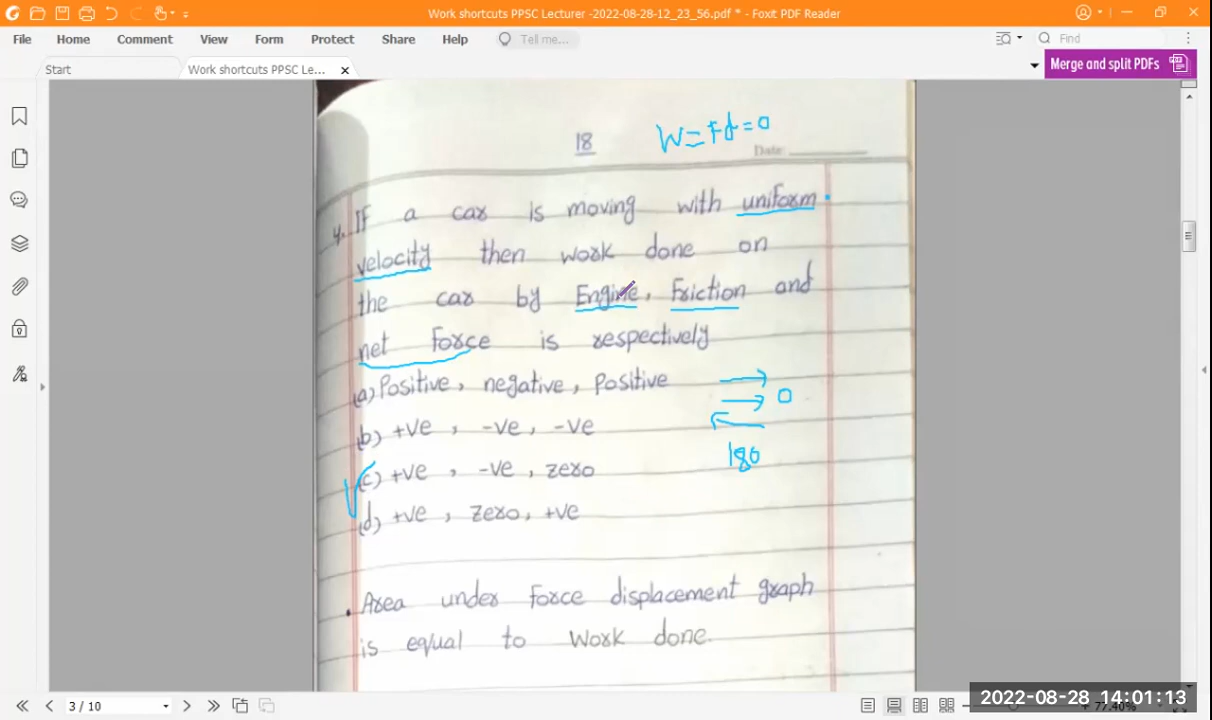 Work shortcuts PPSC Lecturer -2022-08-28-12_23_56.pdf * - Foxit PDF Reader
File Home Comment View Form Protect Share Help Tell me... Find
Start Work shortcuts PPSC Le... Merge and split PDFs
18 W=Fd=0
Date:
4. If a car is moving with uniform
velocity then work done on
the car by Engine, Friction and
net Force is respectively
(a) Positive, negative, Positive
(b) +ve, -ve, -ve
(c) +ve, -ve, zero
(d) +ve, zero, +ve
0
180
. Area under force displacement graph
is equal to Work done.
3 / 10
2022-08-28 14:01:13
77.40%